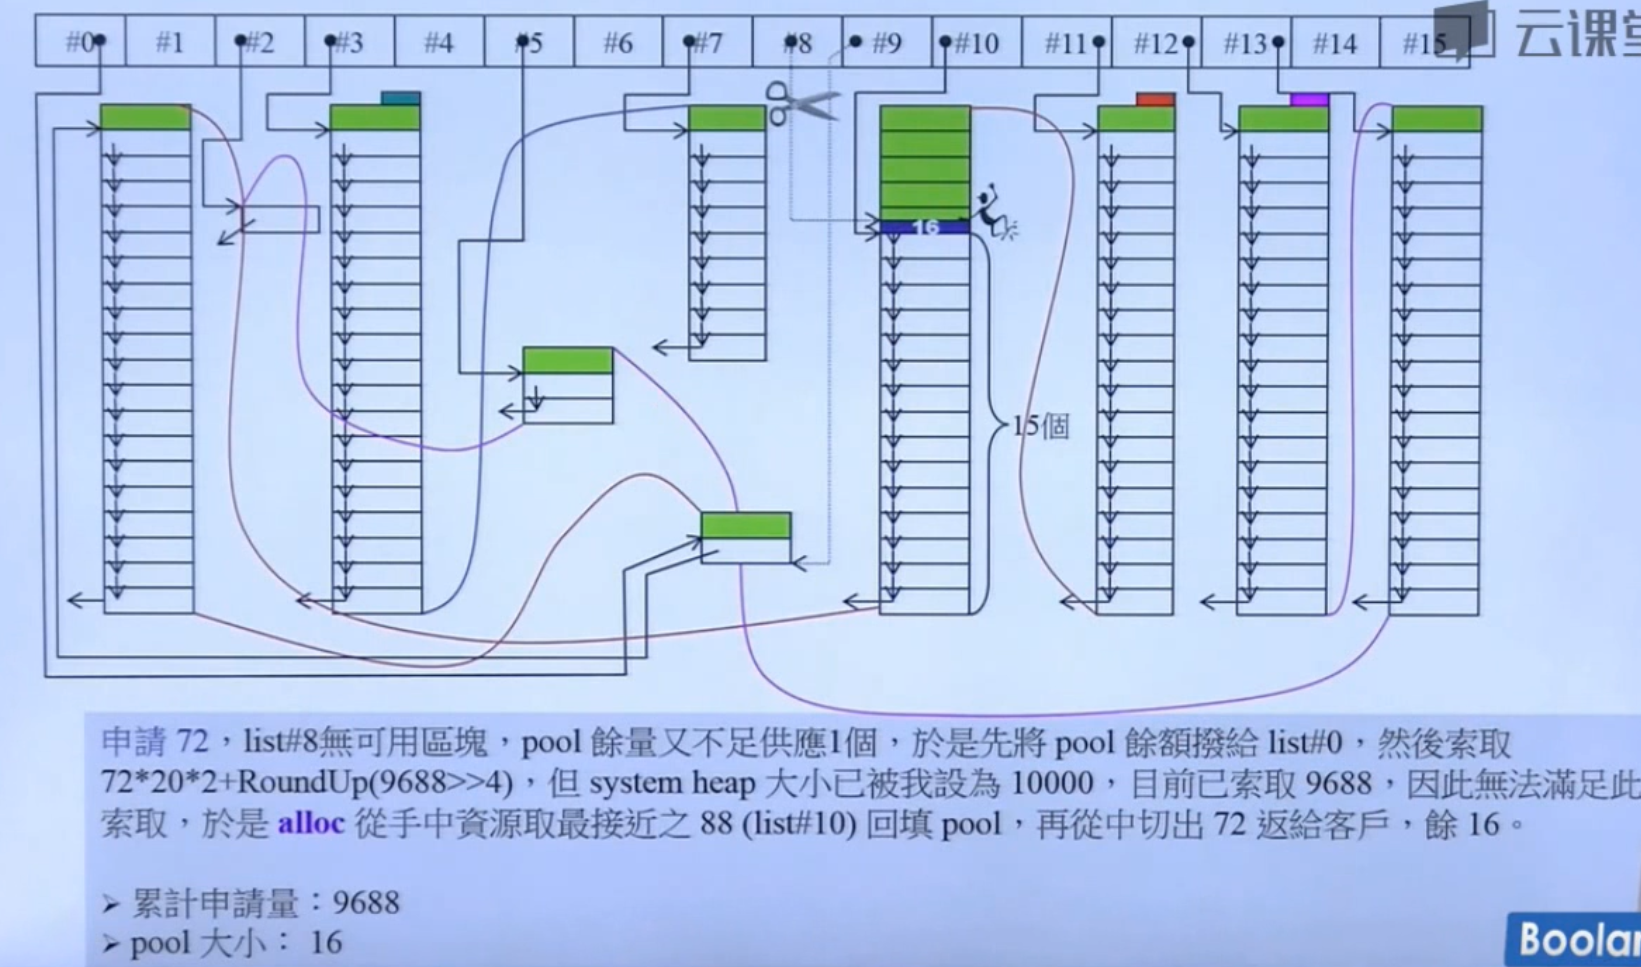 #0 #1 #2 #3 #4 #5 #6 #7 #8 #9 #10 #11 #12 #13 #14 #15
云课堂
16
15個
申請 72，list#8無可用區塊，pool 餘量又不足供應1個，於是先將 pool 餘額撥給 list#0，然後索取
72*20*2+RoundUp(9688>>4)，但 system heap 大小已被我設為 10000，目前已索取 9688，因此無法滿足此
索取，於是 alloc 從手中資源取最接近之 88 (list#10) 回填 pool，再從中切出 72 返給客戶，餘 16。
➢ 累計申請量：9688
➢ pool 大小： 16
Boolan